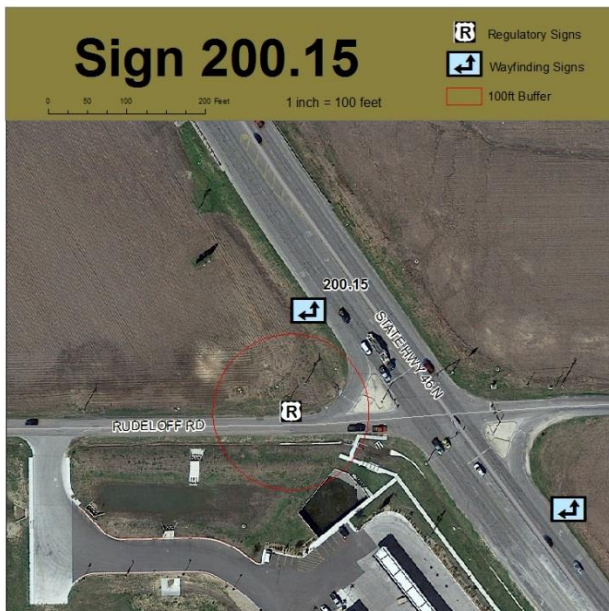 Sign 200.15
0 50 100 200 Feet
1 inch = 100 feet
R Regulatory Signs
Wayfinding Signs
100ft Buffer
200.15
STATE HWY 46 N
R
RUDELOFF RD